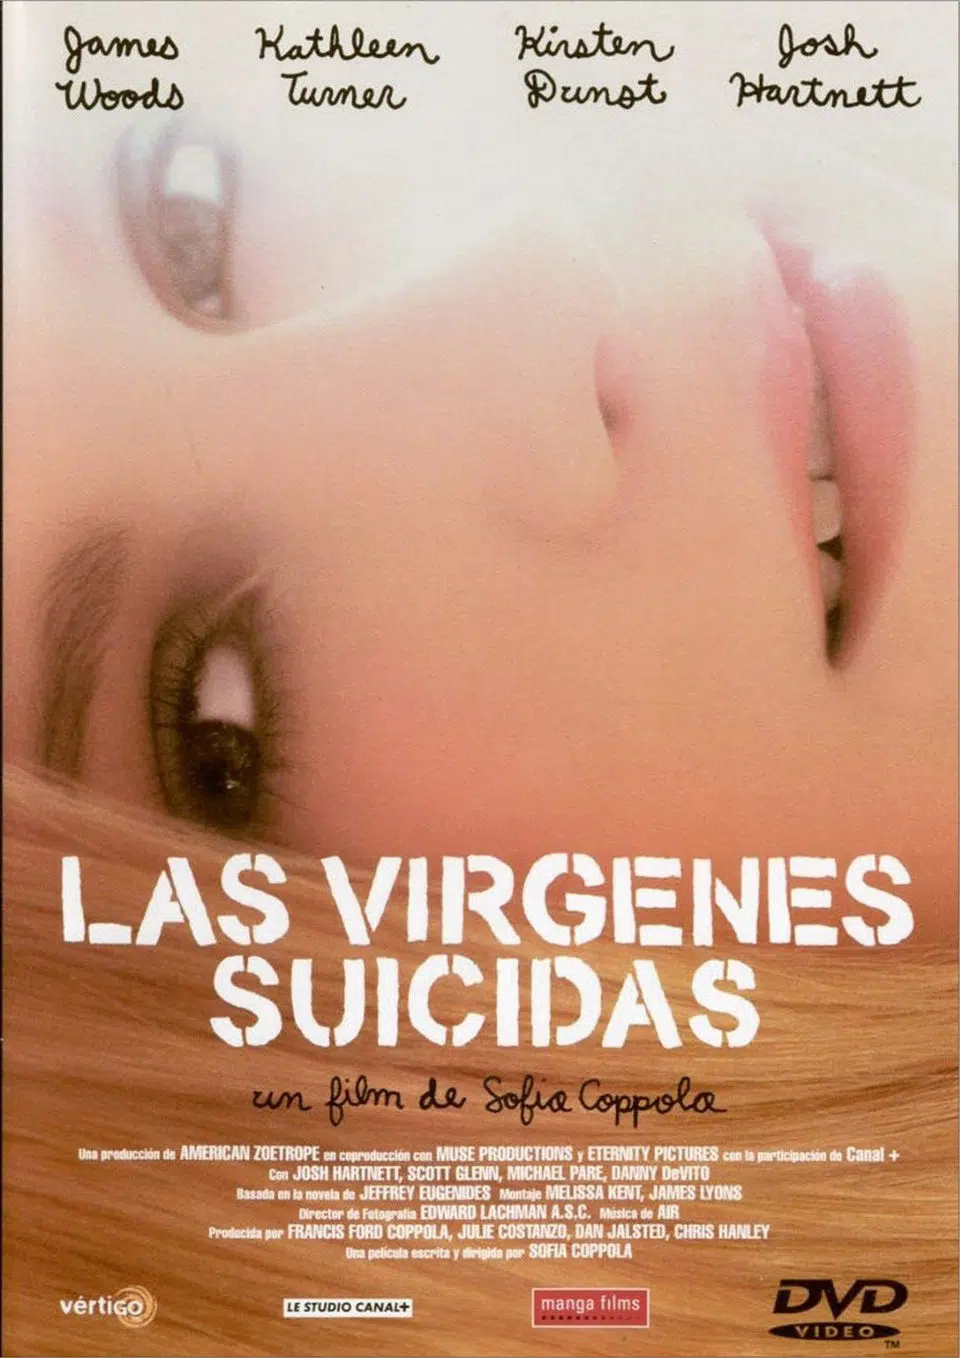 James Woods
Kathleen Turner
Kirsten Dunst
Josh Hartnett
LAS VIRGENES
SUICIDAS
un film de Sofia Coppola
Una producción de AMERICAN ZOETROPE en coproducción con MUSE PRODUCTIONS y ETERNITY PICTURES con la participación de Canal +
Con JOSH HARTNETT, SCOTT GLENN, MICHAEL PARE, DANNY DeVITO
Basada en la novela de JEFFREY EUGENIDES Montaje MELISSA KENT, JAMES LYONS
Director de Fotografía EDWARD LACHMAN A.S.C. Música de AIR
Producida por FRANCIS FORD COPPOLA, JULIE COSTANZO, DAN JALSTED, CHRIS HANLEY
Una película escrita y dirigida por SOFIA COPPOLA
vértigo
LE STUDIO CANAL+
manga films
DVD
VIDEO
TM